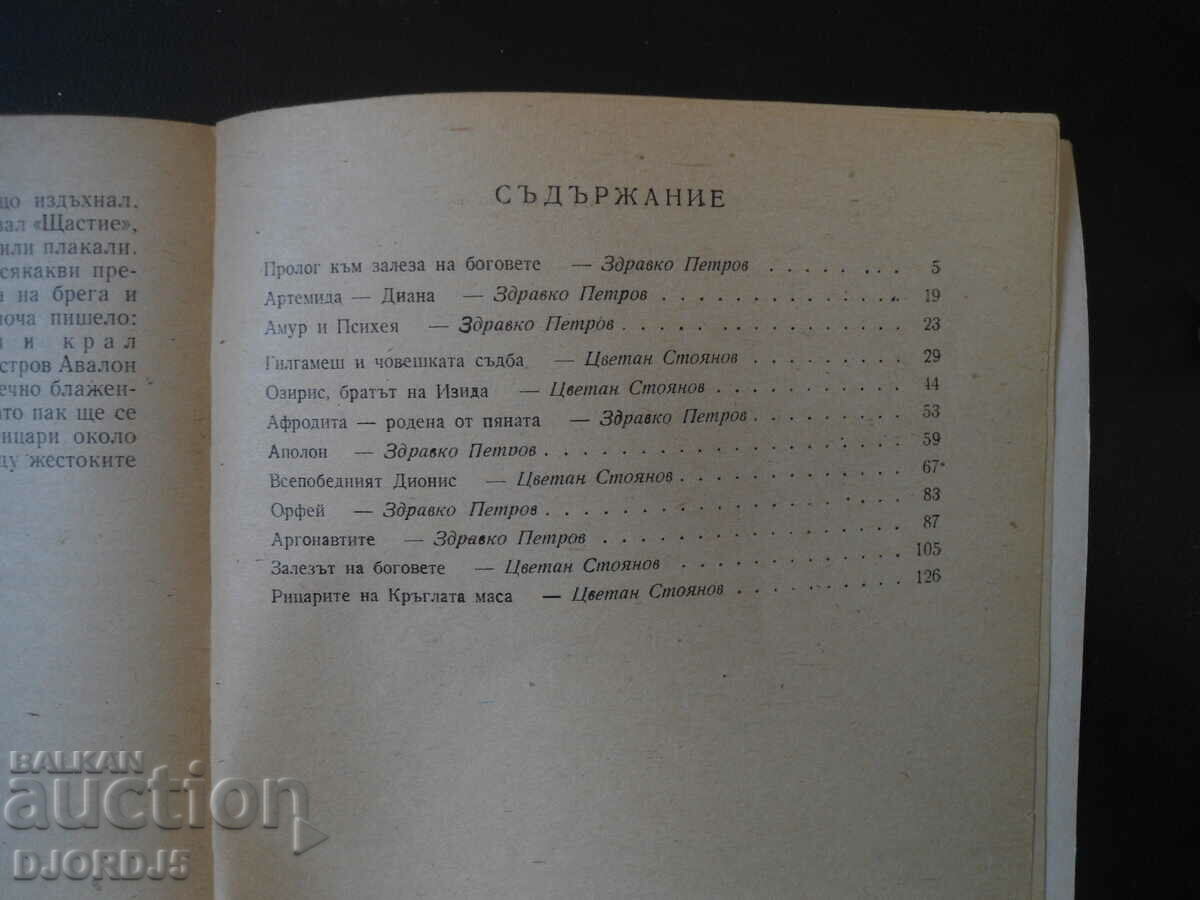 издъхнал.
«Щастие»,
или плакали.
сякакви пре-
на брега и
пишело:
и крал
Авалон
блажен-
пак ще се
около
жестоките
СЪДЪРЖАНИЕ
Пролог към залеза на боговете — Здравко Петров . . . . . . . . 5
Артемида — Диана — Здравко Петров . . . . . . . . . . . . . 19
Амур и Психея — Здравко Петров . . . . . . . . . . . . . . . 23
Гилгамеш и човешката съдба — Цветан Стоянов . . . . . . . . . 29
Озирис, братът на Изида — Цветан Стоянов . . . . . . . . . . 44
Афродита — родена от пяната — Здравко Петров . . . . . . . . 53
Аполон — Здравко Петров . . . . . . . . . . . . . . . . . 59
Всепобедният Дионис — Цветан Стоянов . . . . . . . . . . . 67
Орфей — Здравко Петров . . . . . . . . . . . . . . . . . 83
Аргонавтите — Здравко Петров . . . . . . . . . . . . . . 87
Залезът на боговете — Цветан Стоянов . . . . . . . . . . . 105
Рицарите на Кръглата маса — Цветан Стоянов . . . . . . . . . 126
BALKAN
auction
DJORDJ5